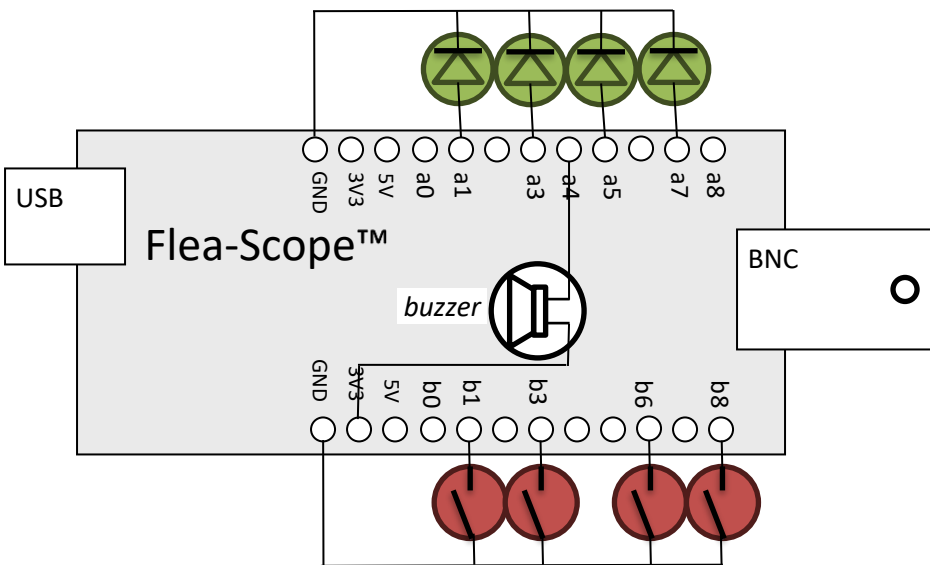 USB
GND
3V3
5V
a0
a1
a3
a4
a5
a7
a8
Flea-Scope™
BNC
buzzer
GND
3V3
5V
b0
b1
b3
b6
b8